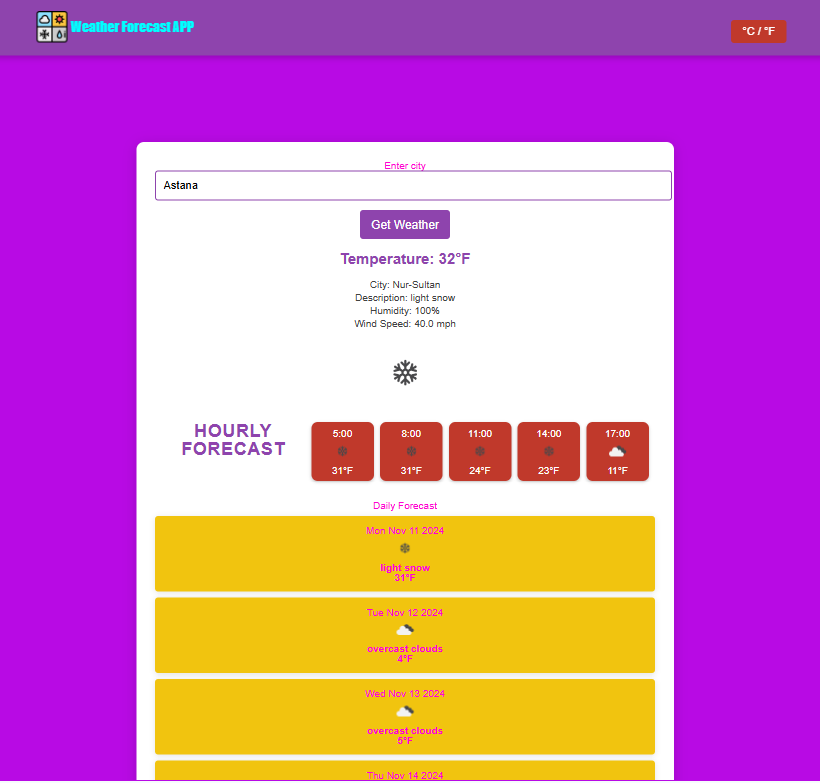 Weather Forecast APP
°C / °F
Enter city
Astana
Get Weather
Temperature: 32°F
City: Nur-Sultan
Description: light snow
Humidity: 100%
Wind Speed: 40.0 mph
HOURLY
FORECAST
5:00 8:00 11:00 14:00 17:00
31°F 31°F 24°F 23°F 11°F
Daily Forecast
Mon Nov 11 2024
light snow
31°F
Tue Nov 12 2024
overcast clouds
4°F
Wed Nov 13 2024
overcast clouds
5°F
Thu Nov 14 2024